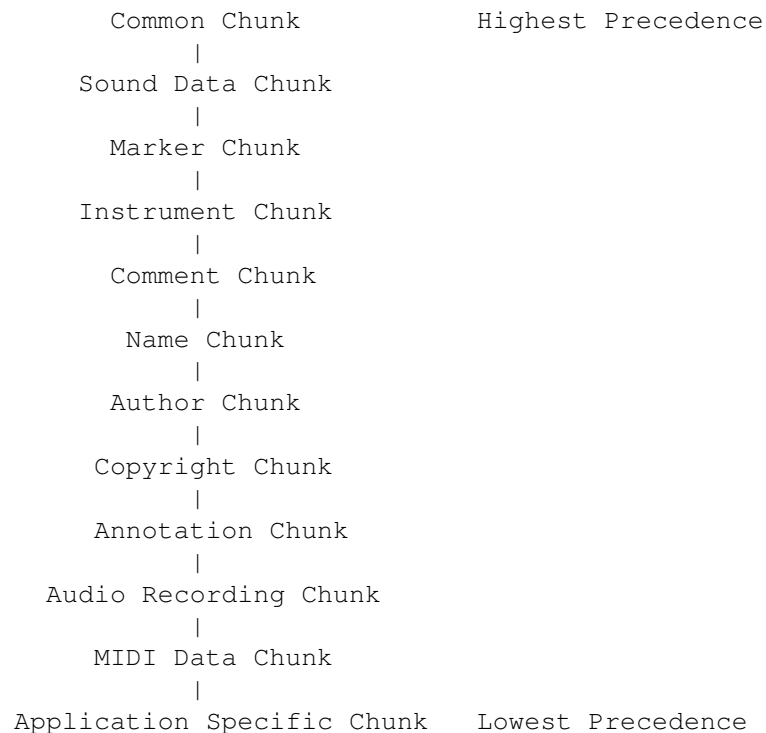 Common Chunk Highest Precedence
|
Sound Data Chunk
|
Marker Chunk
|
Instrument Chunk
|
Comment Chunk
|
Name Chunk
|
Author Chunk
|
Copyright Chunk
|
Annotation Chunk
|
Audio Recording Chunk
|
MIDI Data Chunk
|
Application Specific Chunk Lowest Precedence